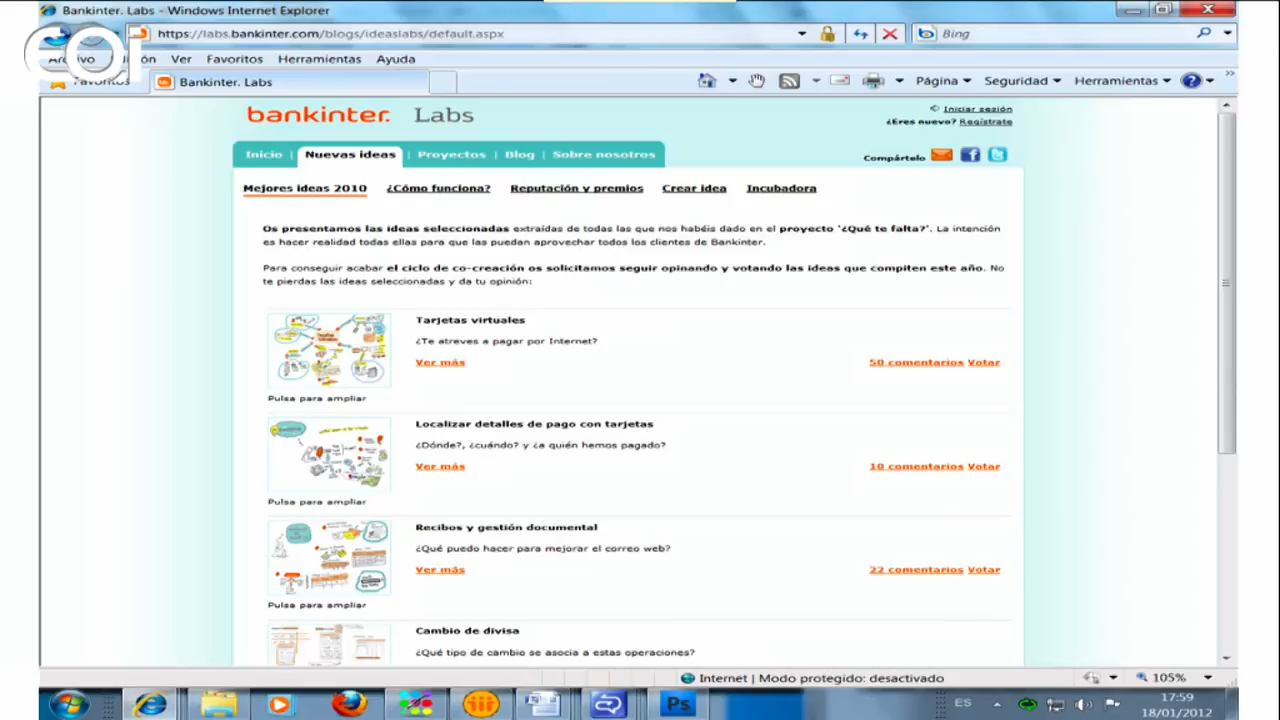 Bankinter. Labs - Windows Internet Explorer
https://labs.bankinter.com/blogs/ideaslabs/default.aspx
Bing
eoi
Ver Favoritos Herramientas Ayuda
Favoritos
Bankinter. Labs
Página Seguridad Herramientas
bankinter. Labs
Iniciar sesión
¿Eres nuevo? Regístrate
Inicio | Nuevas ideas | Proyectos | Blog | Sobre nosotros
Compártelo
Mejores ideas 2010 ¿Cómo funciona? Reputación y premios Crear idea Incubadora
Os presentamos las ideas seleccionadas extraídas de todas las que nos habéis dado en el proyecto '¿Qué te falta?'. La intención
es hacer realidad todas ellas para que las puedan aprovechar todos los clientes de Bankinter.
Para conseguir acabar el ciclo de co-creación os solicitamos seguir opinando y votando las ideas que compiten este año. No
te pierdas las ideas seleccionadas y da tu opinión:
Tarjetas virtuales
¿Te atreves a pagar por Internet?
Ver más
50 comentarios Votar
Pulsa para ampliar
Localizar detalles de pago con tarjetas
¿Dónde?, ¿cuándo? y ¿a quién hemos pagado?
Ver más
10 comentarios Votar
Pulsa para ampliar
Recibos y gestión documental
¿Qué puedo hacer para mejorar el correo web?
Ver más
22 comentarios Votar
Pulsa para ampliar
Cambio de divisa
¿Qué tipo de cambio se asocia a estas operaciones?
Internet | Modo protegido: desactivado
105%
Ps
ES
17:59
18/01/2012